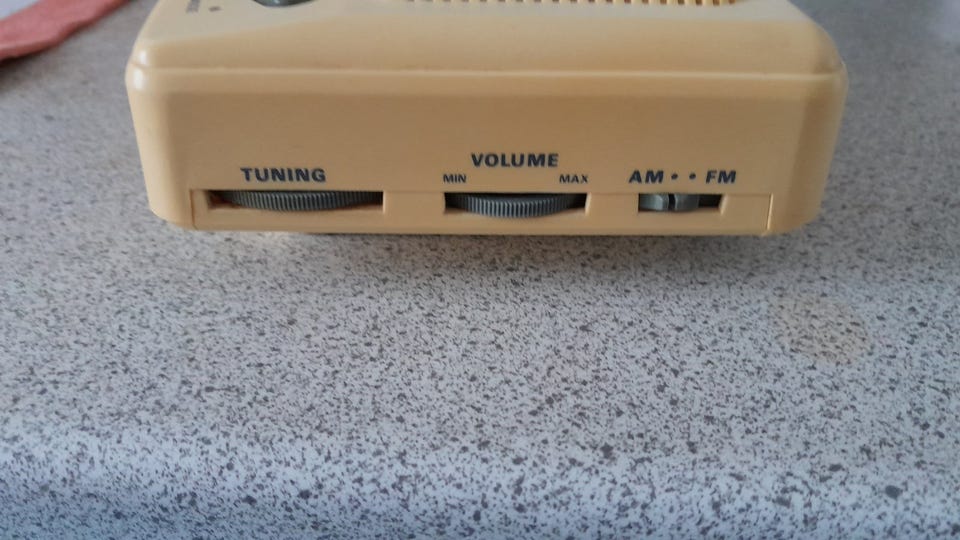 TUNING
VOLUME
MIN MAX
AM • • FM